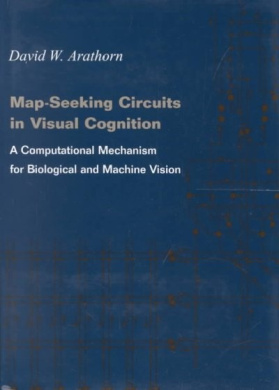 David W. Arathorn
Map-Seeking Circuits
in Visual Cognition
A Computational Mechanism
for Biological and Machine Vision